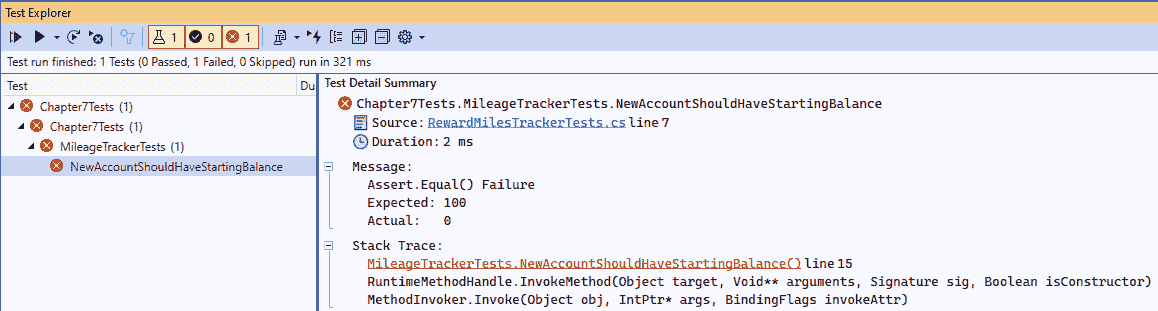 Test Explorer
1 0 1
Test run finished: 1 Tests (0 Passed, 1 Failed, 0 Skipped) run in 321 ms
Test Du
Chapter7Tests (1)
Chapter7Tests (1)
MileageTrackerTests (1)
NewAccountShouldHaveStartingBalance
Test Detail Summary
Chapter7Tests.MileageTrackerTests.NewAccountShouldHaveStartingBalance
Source: RewardMilesTrackerTests.cs line 7
Duration: 2 ms
Message:
Assert.Equal() Failure
Expected: 100
Actual: 0
Stack Trace:
MileageTrackerTests.NewAccountShouldHaveStartingBalance() line 15
RuntimeMethodHandle.InvokeMethod(Object target, Void** arguments, Signature sig, Boolean isConstructor)
MethodInvoker.Invoke(Object obj, IntPtr* args, BindingFlags invokeAttr)